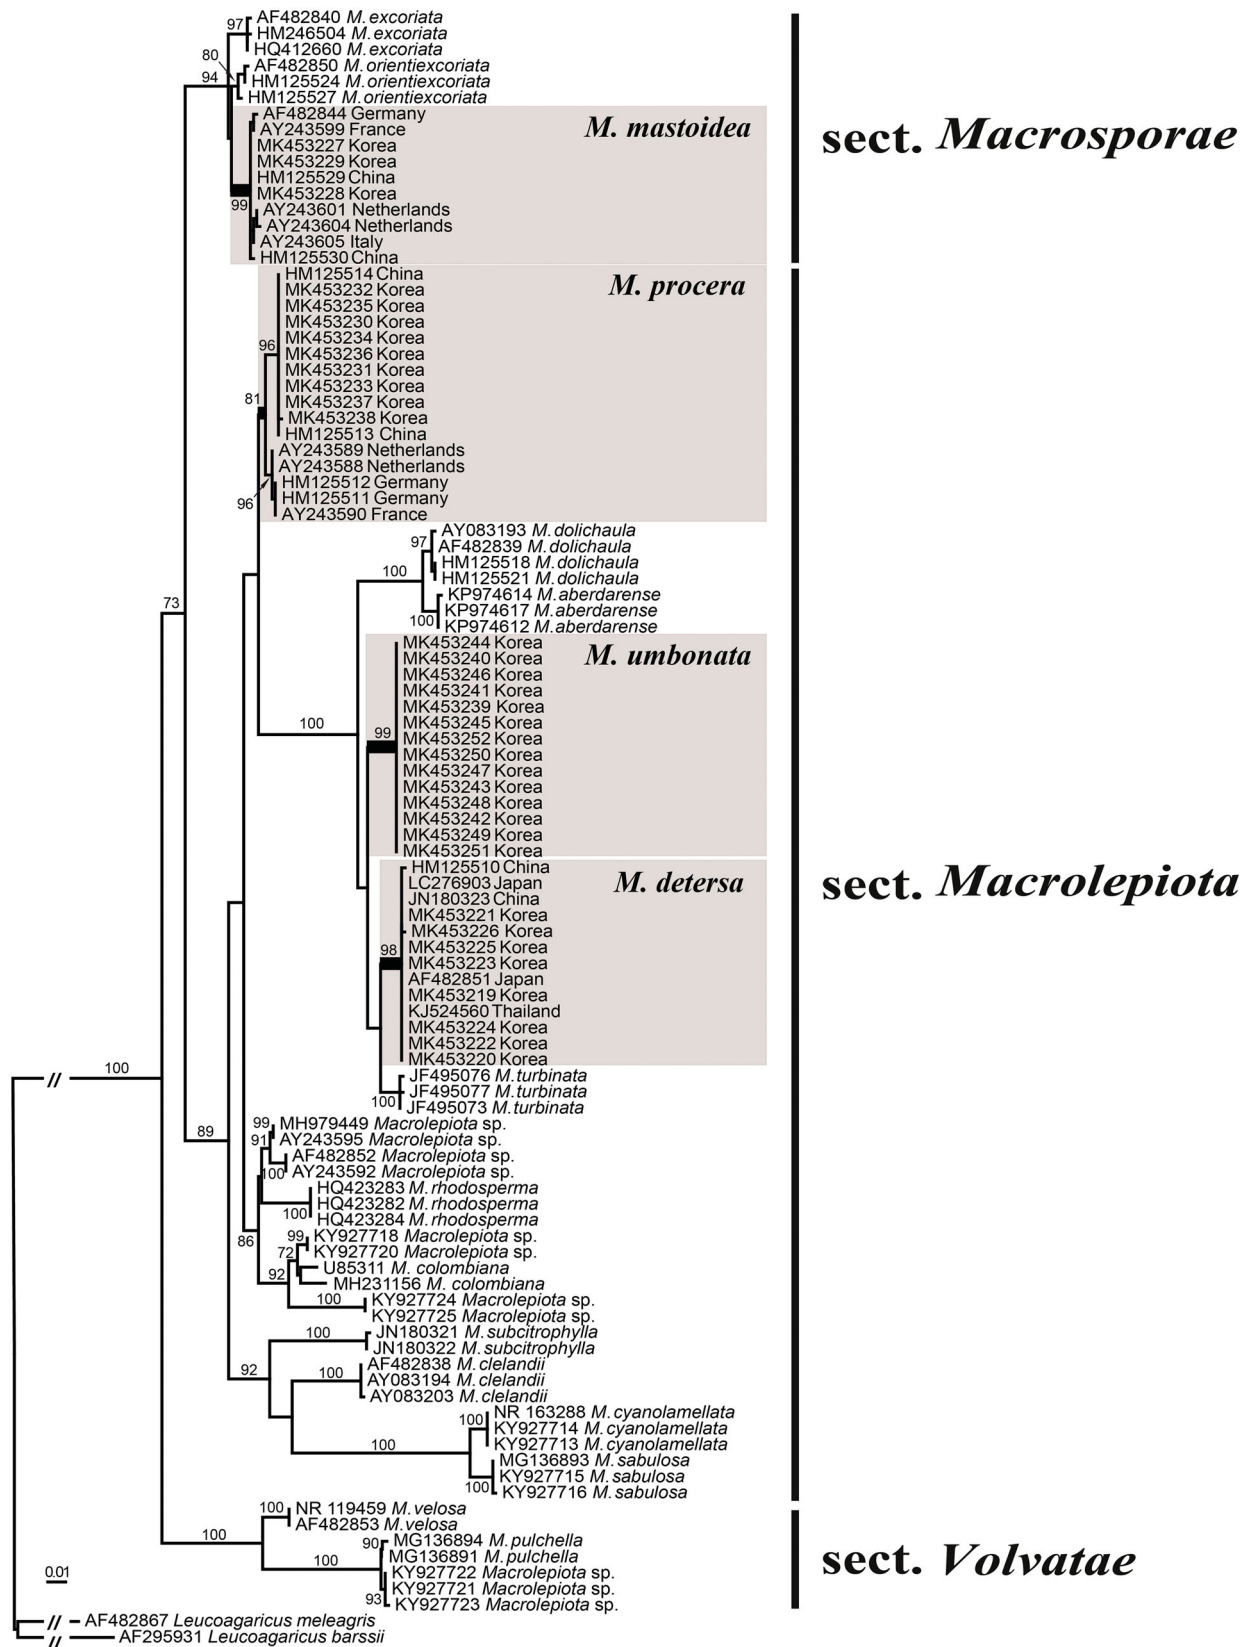 AF482840 M. excoriata
97
HM246504 M. excoriata
HQ412660 M. excoriata
80
AF482850 M. orientiexcoriata
94
HM125524 M. orientiexcoriata
HM125527 M. orientiexcoriata
AF482844 Germany
M. mastoidea
AY243599 France
sect. Macrosporae
MK453227 Korea
MK453229 Korea
HM125529 China
MK453228 Korea
99
AY243601 Netherlands
AY243604 Netherlands
AY243605 Italy
HM125530 China
HM125514 China
M. procera
MK453232 Korea
MK453235 Korea
MK453230 Korea
MK453234 Korea
96
MK453236 Korea
MK453231 Korea
MK453233 Korea
81
MK453237 Korea
MK453238 Korea
HM125513 China
AY243589 Netherlands
AY243588 Netherlands
HM125512 Germany
96
HM125511 Germany
AY243590 France
AY083193 M. dolichaula
97
AF482839 M. dolichaula
HM125518 M. dolichaula
100
HM125521 M. dolichaula
KP974614 M. aberdarense
73
KP974617 M. aberdarense
100
KP974612 M. aberdarense
MK453244 Korea
M. umbonata
MK453240 Korea
MK453246 Korea
MK453241 Korea
MK453239 Korea
100
MK453245 Korea
99
MK453252 Korea
MK453250 Korea
MK453247 Korea
MK453243 Korea
MK453248 Korea
MK453242 Korea
MK453249 Korea
MK453251 Korea
HM125510 China
M. detersa
sect. Macrolepiota
LC276903 Japan
JN180323 China
MK453221 Korea
MK453226 Korea
98
MK453225 Korea
MK453223 Korea
AF482851 Japan
MK453219 Korea
KJ524560 Thailand
MK453224 Korea
MK453222 Korea
MK453220 Korea
100
JF495076 M. turbinata
JF495077 M. turbinata
100
JF495073 M. turbinata
99
MH979449 Macrolepiota sp.
89
91
AY243595 Macrolepiota sp.
AF482852 Macrolepiota sp.
100
AY243592 Macrolepiota sp.
HQ423283 M. rhodosperma
HQ423282 M. rhodosperma
100
HQ423284 M. rhodosperma
86
99
KY927718 Macrolepiota sp.
72
KY927720 Macrolepiota sp.
U85311 M. colombiana
92
MH231156 M. colombiana
100
KY927724 Macrolepiota sp.
KY927725 Macrolepiota sp.
100
JN180321 M. subcitrophylla
JN180322 M. subcitrophylla
92
AF482838 M. clelandii
100
AY083194 M. clelandii
AY083203 M. clelandii
NR 163288 M. cyanolamellata
100
KY927714 M. cyanolamellata
100
KY927713 M. cyanolamellata
MG136893 M. sabulosa
KY927715 M. sabulosa
100
KY927716 M. sabulosa
100
NR 119459 M. velosa
AF482853 M. velosa
100
90
MG136894 M. pulchella
100
MG136891 M. pulchella
sect. Volvatae
KY927722 Macrolepiota sp.
0.01
KY927721 Macrolepiota sp.
93
KY927723 Macrolepiota sp.
AF482867 Leucoagaricus meleagris
AF295931 Leucoagaricus barssii